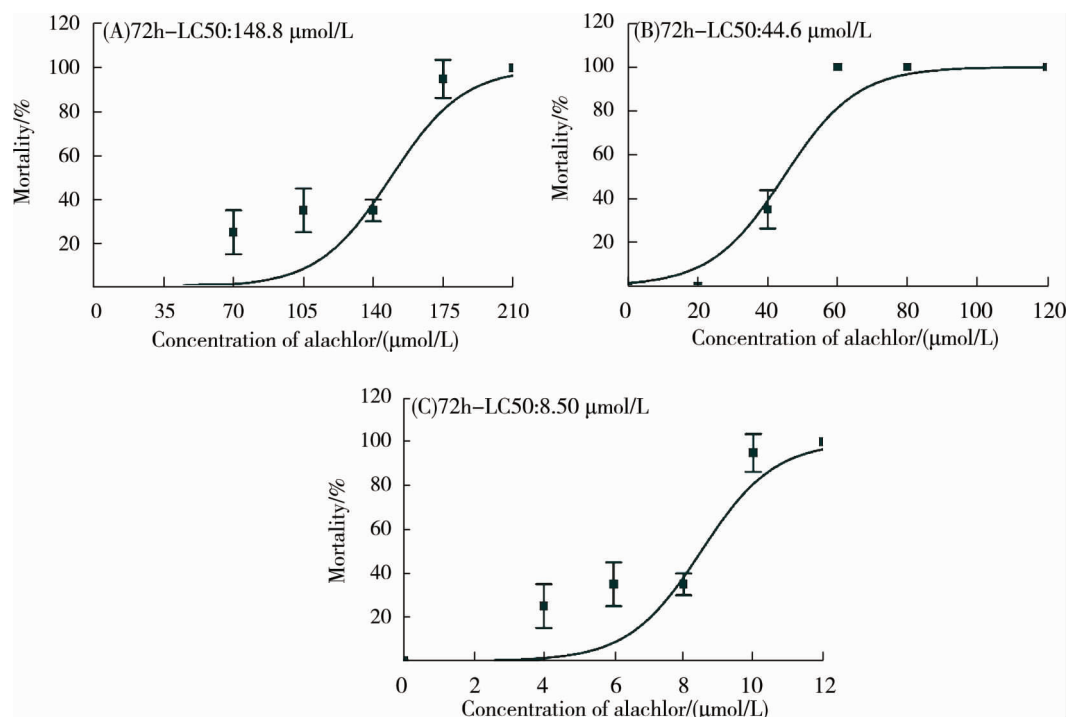 (A)72h−LC50:148.8 μmol/L
120
100
80
60
40
20
Mortality/%
0 35 70 105 140 175 210
Concentration of alachlor/(μmol/L)
(B)72h−LC50:44.6 μmol/L
120
100
80
60
40
20
Mortality/%
0 20 40 60 80 100 120
Concentration of alachlor/(μmol/L)
(C)72h−LC50:8.50 μmol/L
120
100
80
60
40
20
Mortality/%
0 2 4 6 8 10 12
Concentration of alachlor/(μmol/L)